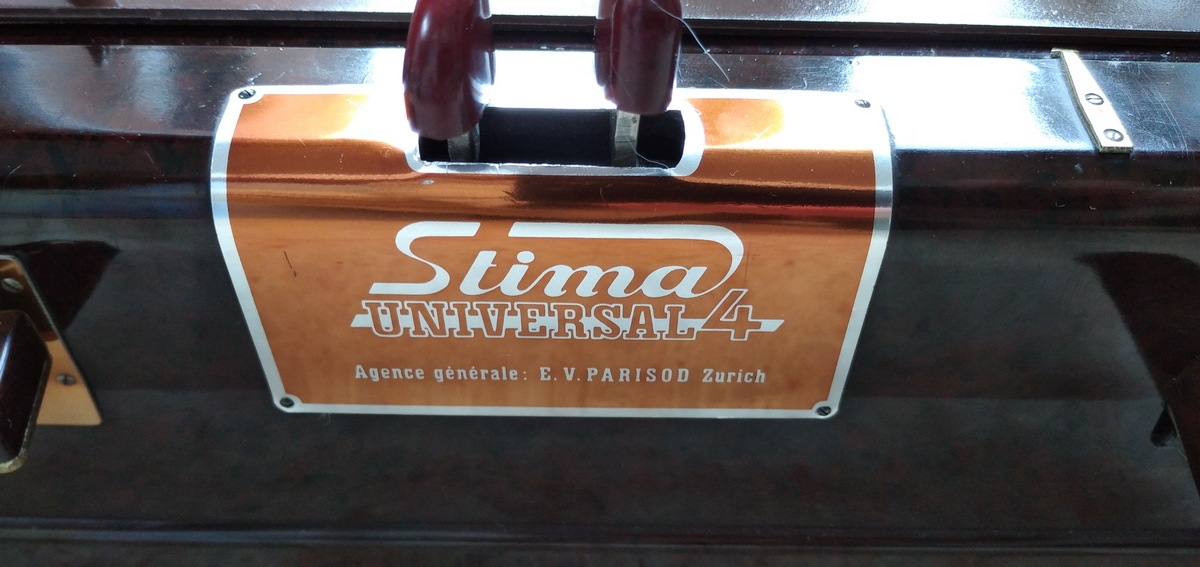 Stima
UNIVERSAL 4
Agence générale: E. V. PARISOD Zurich